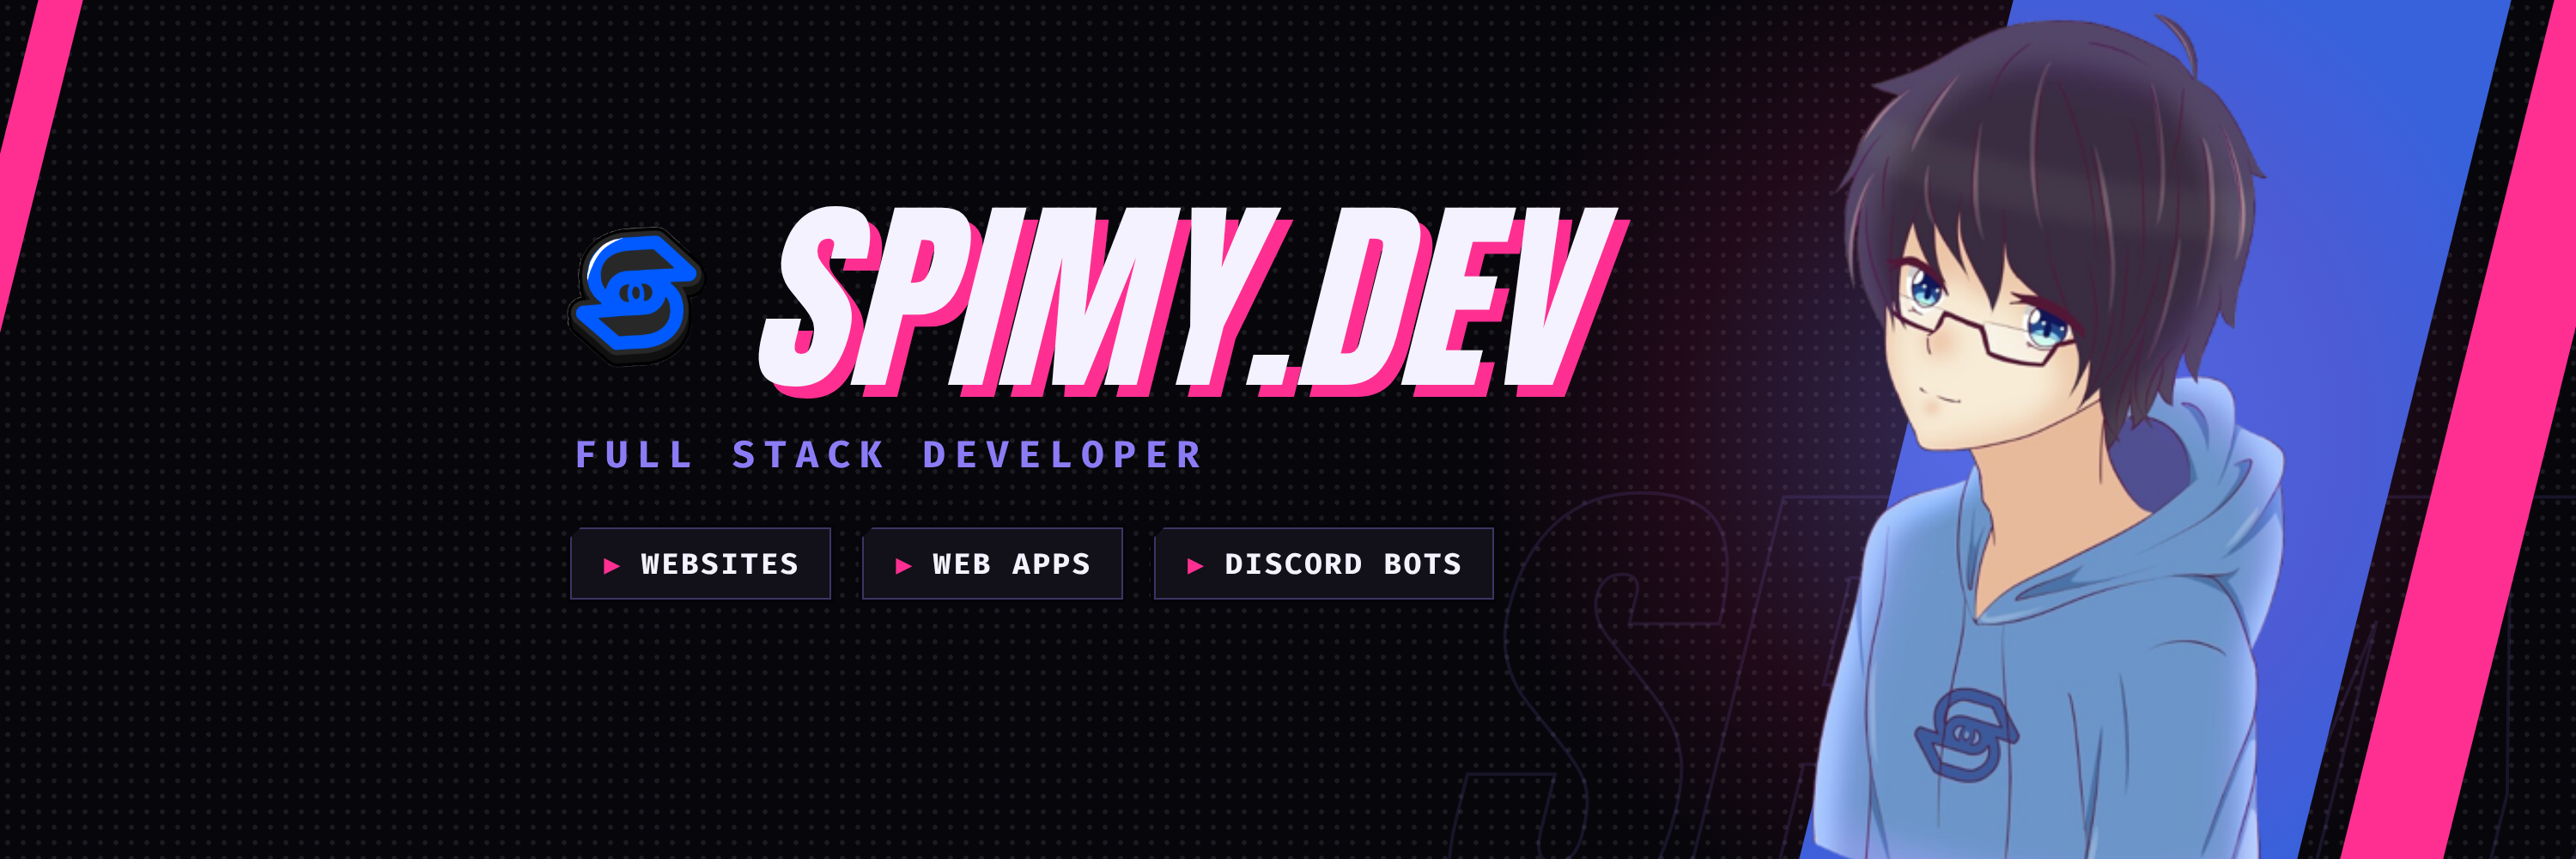 SPIMY.DEV
FULL STACK DEVELOPER
▶ WEBSITES ▶ WEB APPS ▶ DISCORD BOTS